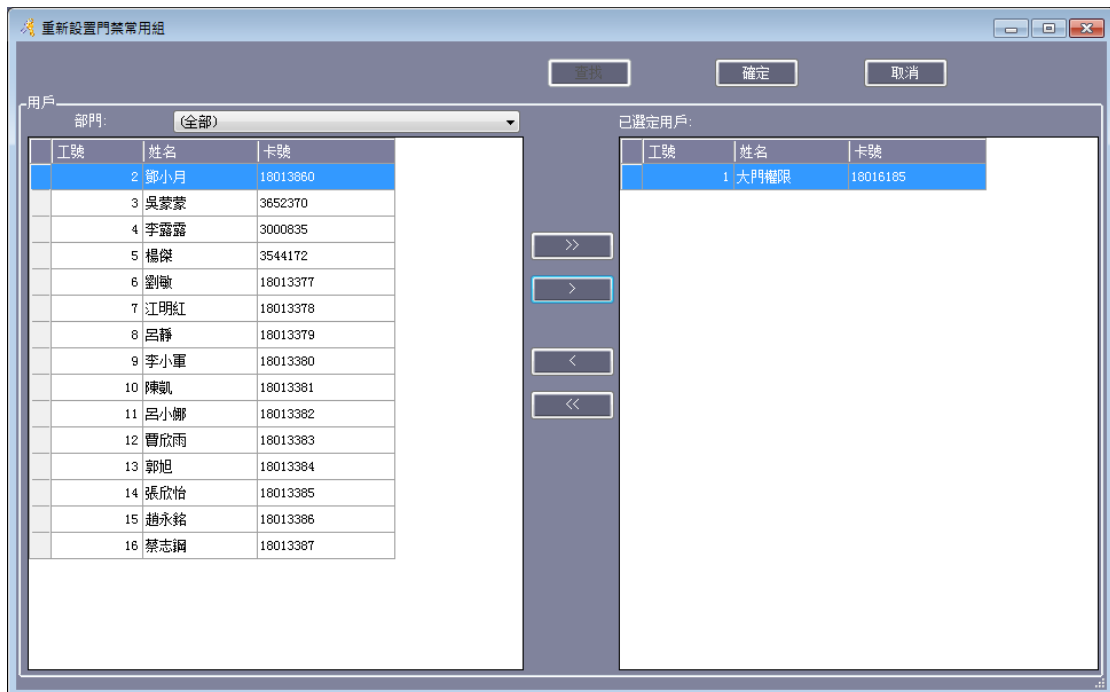 重新設置門禁常用組
查找 確定 取消
用戶
部門: (全部) 已選定用戶:
工號 姓名 卡號 工號 姓名 卡號
2 鄧小月 18013860 1 大門權限 18016185
3 吳蒙蒙 3652370
4 李露露 3000835
>>
5 楊傑 3544172
6 劉敏 18013377
>
7 江明紅 18013378
8 呂靜 18013379
9 李小軍 18013380
<
10 陳凱 18013381
11 呂小娜 18013382
<<
12 曹欣雨 18013383
13 郭旭 18013384
14 張欣怡 18013385
15 趙永銘 18013386
16 蔡志鋼 18013387